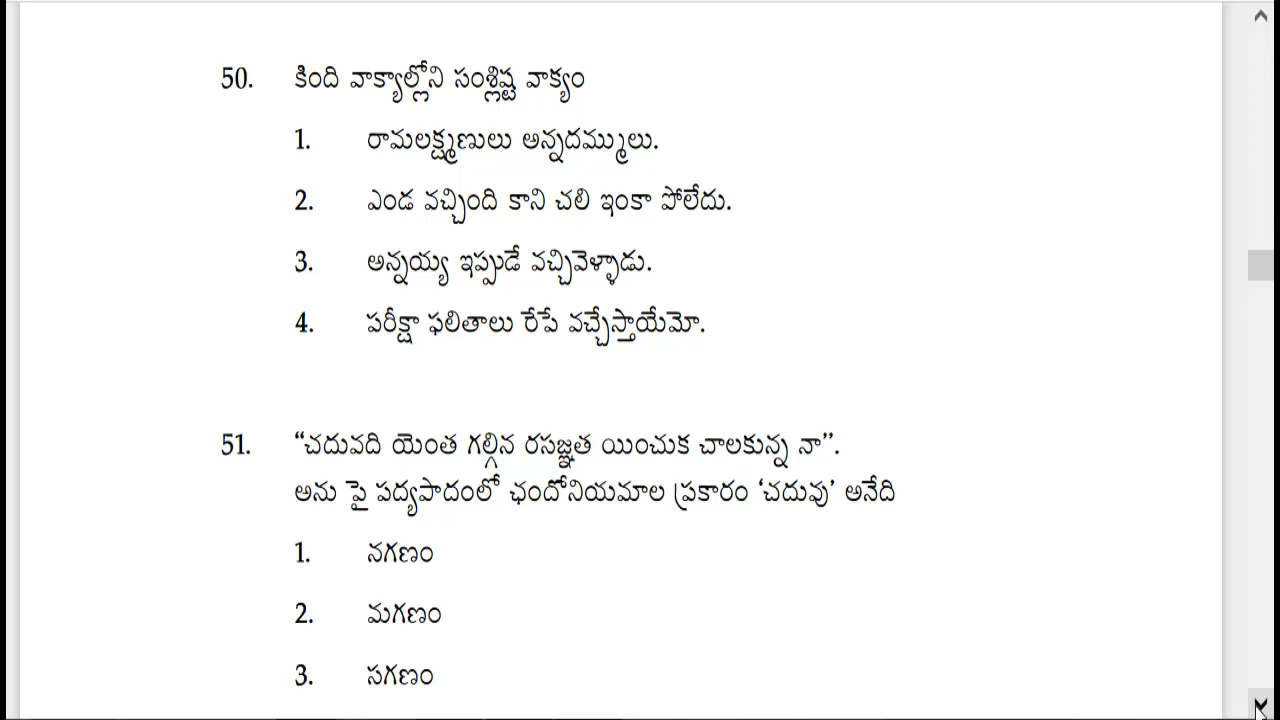 50. కింది వాక్యాల్లోని సంశ్లిష్ట వాక్యం
1. రామలక్ష్మణులు అన్నదమ్ములు.
2. ఎండ వచ్చింది కాని చలి ఇంకా పోలేదు.
3. అన్నయ్య ఇప్పుడే వచ్చివెళ్ళాడు.
4. పరీక్షా ఫలితాలు రేపే వచ్చేస్తాయేమో.
51. “చదువది యెంత గల్గిన రసజ్ఞత యించుక చాలకున్న నా”.
అను పై పద్యపాదంలో ఛందోనియమాల ప్రకారం ‘చదువు’ అనేది
1. నగణం
2. మగణం
3. సగణం